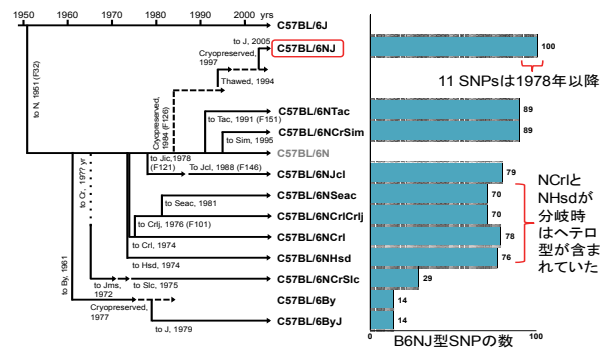 1950 1960 1970 1980 1990 2000 yrs
C57BL/6J
to J, 2005
C57BL/6NJ
Cryopreserved,
1997
Thawed, 1994
to N, 1951 (F32)
Cryopreserved,
1984 (F126)
C57BL/6NTac
to Tac, 1991 (F151)
C57BL/6NCrSim
to Sim, 1995
C57BL/6N
to Jic,1978
(F121)
To Jcl, 1988 (F146)
C57BL/6NJcl
to Cr, 197? yr
C57BL/6NSeac
to Seac, 1981
C57BL/6NCrlCrlj
to Crlj, 1976 (F101)
C57BL/6NCrl
to Crl, 1974
C57BL/6NHsd
to Hsd, 1974
C57BL/6NCrSlc
to Jms,
1972
to Slc, 1975
to By, 1961
C57BL/6By
Cryopreserved,
1977
C57BL/6ByJ
to J, 1979
100
11 SNPsは1978年以降
89
89
79
70
70
78
76
29
14
14
NCrlと
NHsdが
分岐時
はヘテロ
型が含ま
れていた
0 100
B6NJ型SNPの数